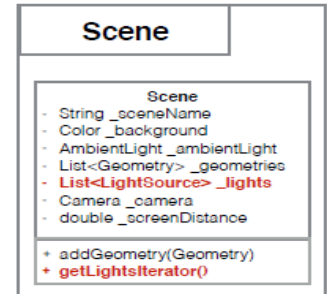 Scene
Scene
- String _sceneName
- Color _background
- AmbientLight _ambientLight
- List<Geometry> _geometries
- List<LightSource> _lights
- Camera _camera
- double _screenDistance
+ addGeometry(Geometry)
+ getLightsIterator()